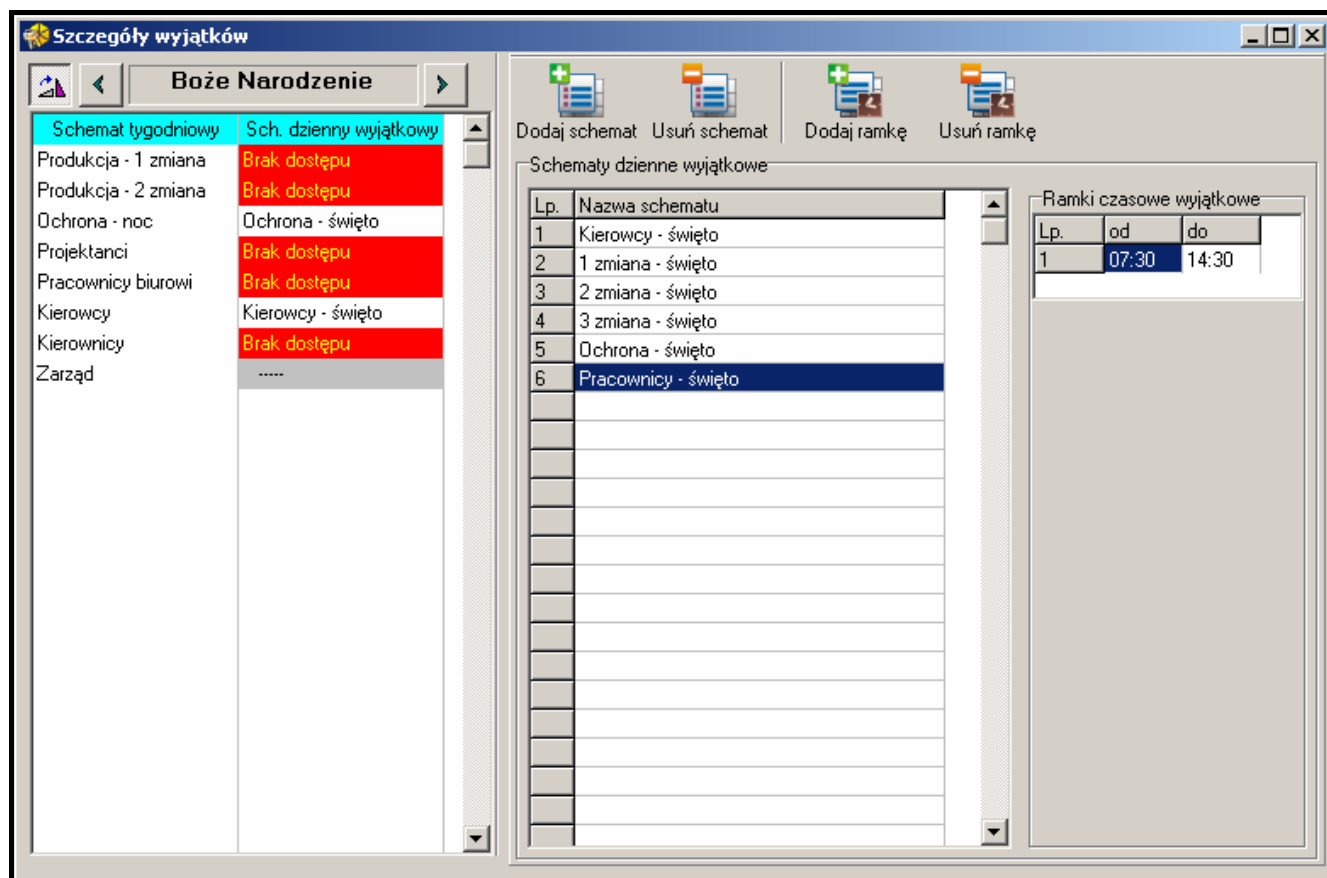 Szczegóły wyjątków
Boże Narodzenie
Schemat tygodniowy Sch. dzienny wyjątkowy
Produkcja - 1 zmiana Brak dostępu
Produkcja - 2 zmiana Brak dostępu
Ochrona - noc Ochrona - święto
Projektanci Brak dostępu
Pracownicy biurowi Brak dostępu
Kierowcy Kierowcy - święto
Kierownicy Brak dostępu
Zarząd -----
Dodaj schemat Usuń schemat Dodaj ramkę Usuń ramkę
Schematy dzienne wyjątkowe
Lp. Nazwa schematu
1 Kierowcy - święto
2 1 zmiana - święto
3 2 zmiana - święto
4 3 zmiana - święto
5 Ochrona - święto
6 Pracownicy - święto
Ramki czasowe wyjątkowe
Lp. od do
1 07:30 14:30